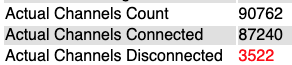 Actual Channels Count 90762
Actual Channels Connected 87240
Actual Channels Disconnected 3522